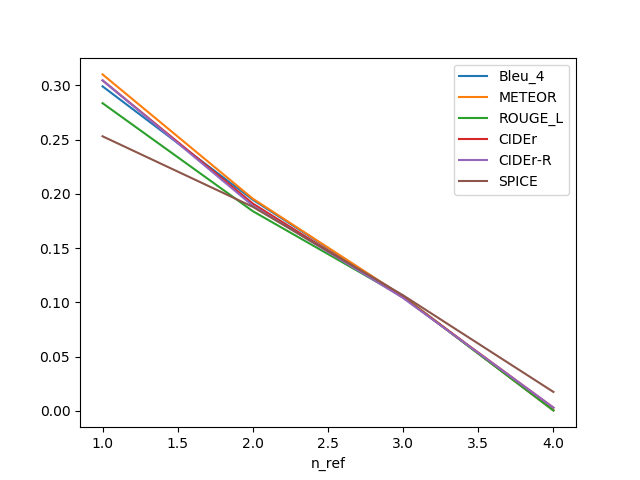 0.30
0.25
0.20
0.15
0.10
0.05
0.00
1.0 1.5 2.0 2.5 3.0 3.5 4.0
n_ref
Bleu_4
METEOR
ROUGE_L
CIDEr
CIDEr-R
SPICE